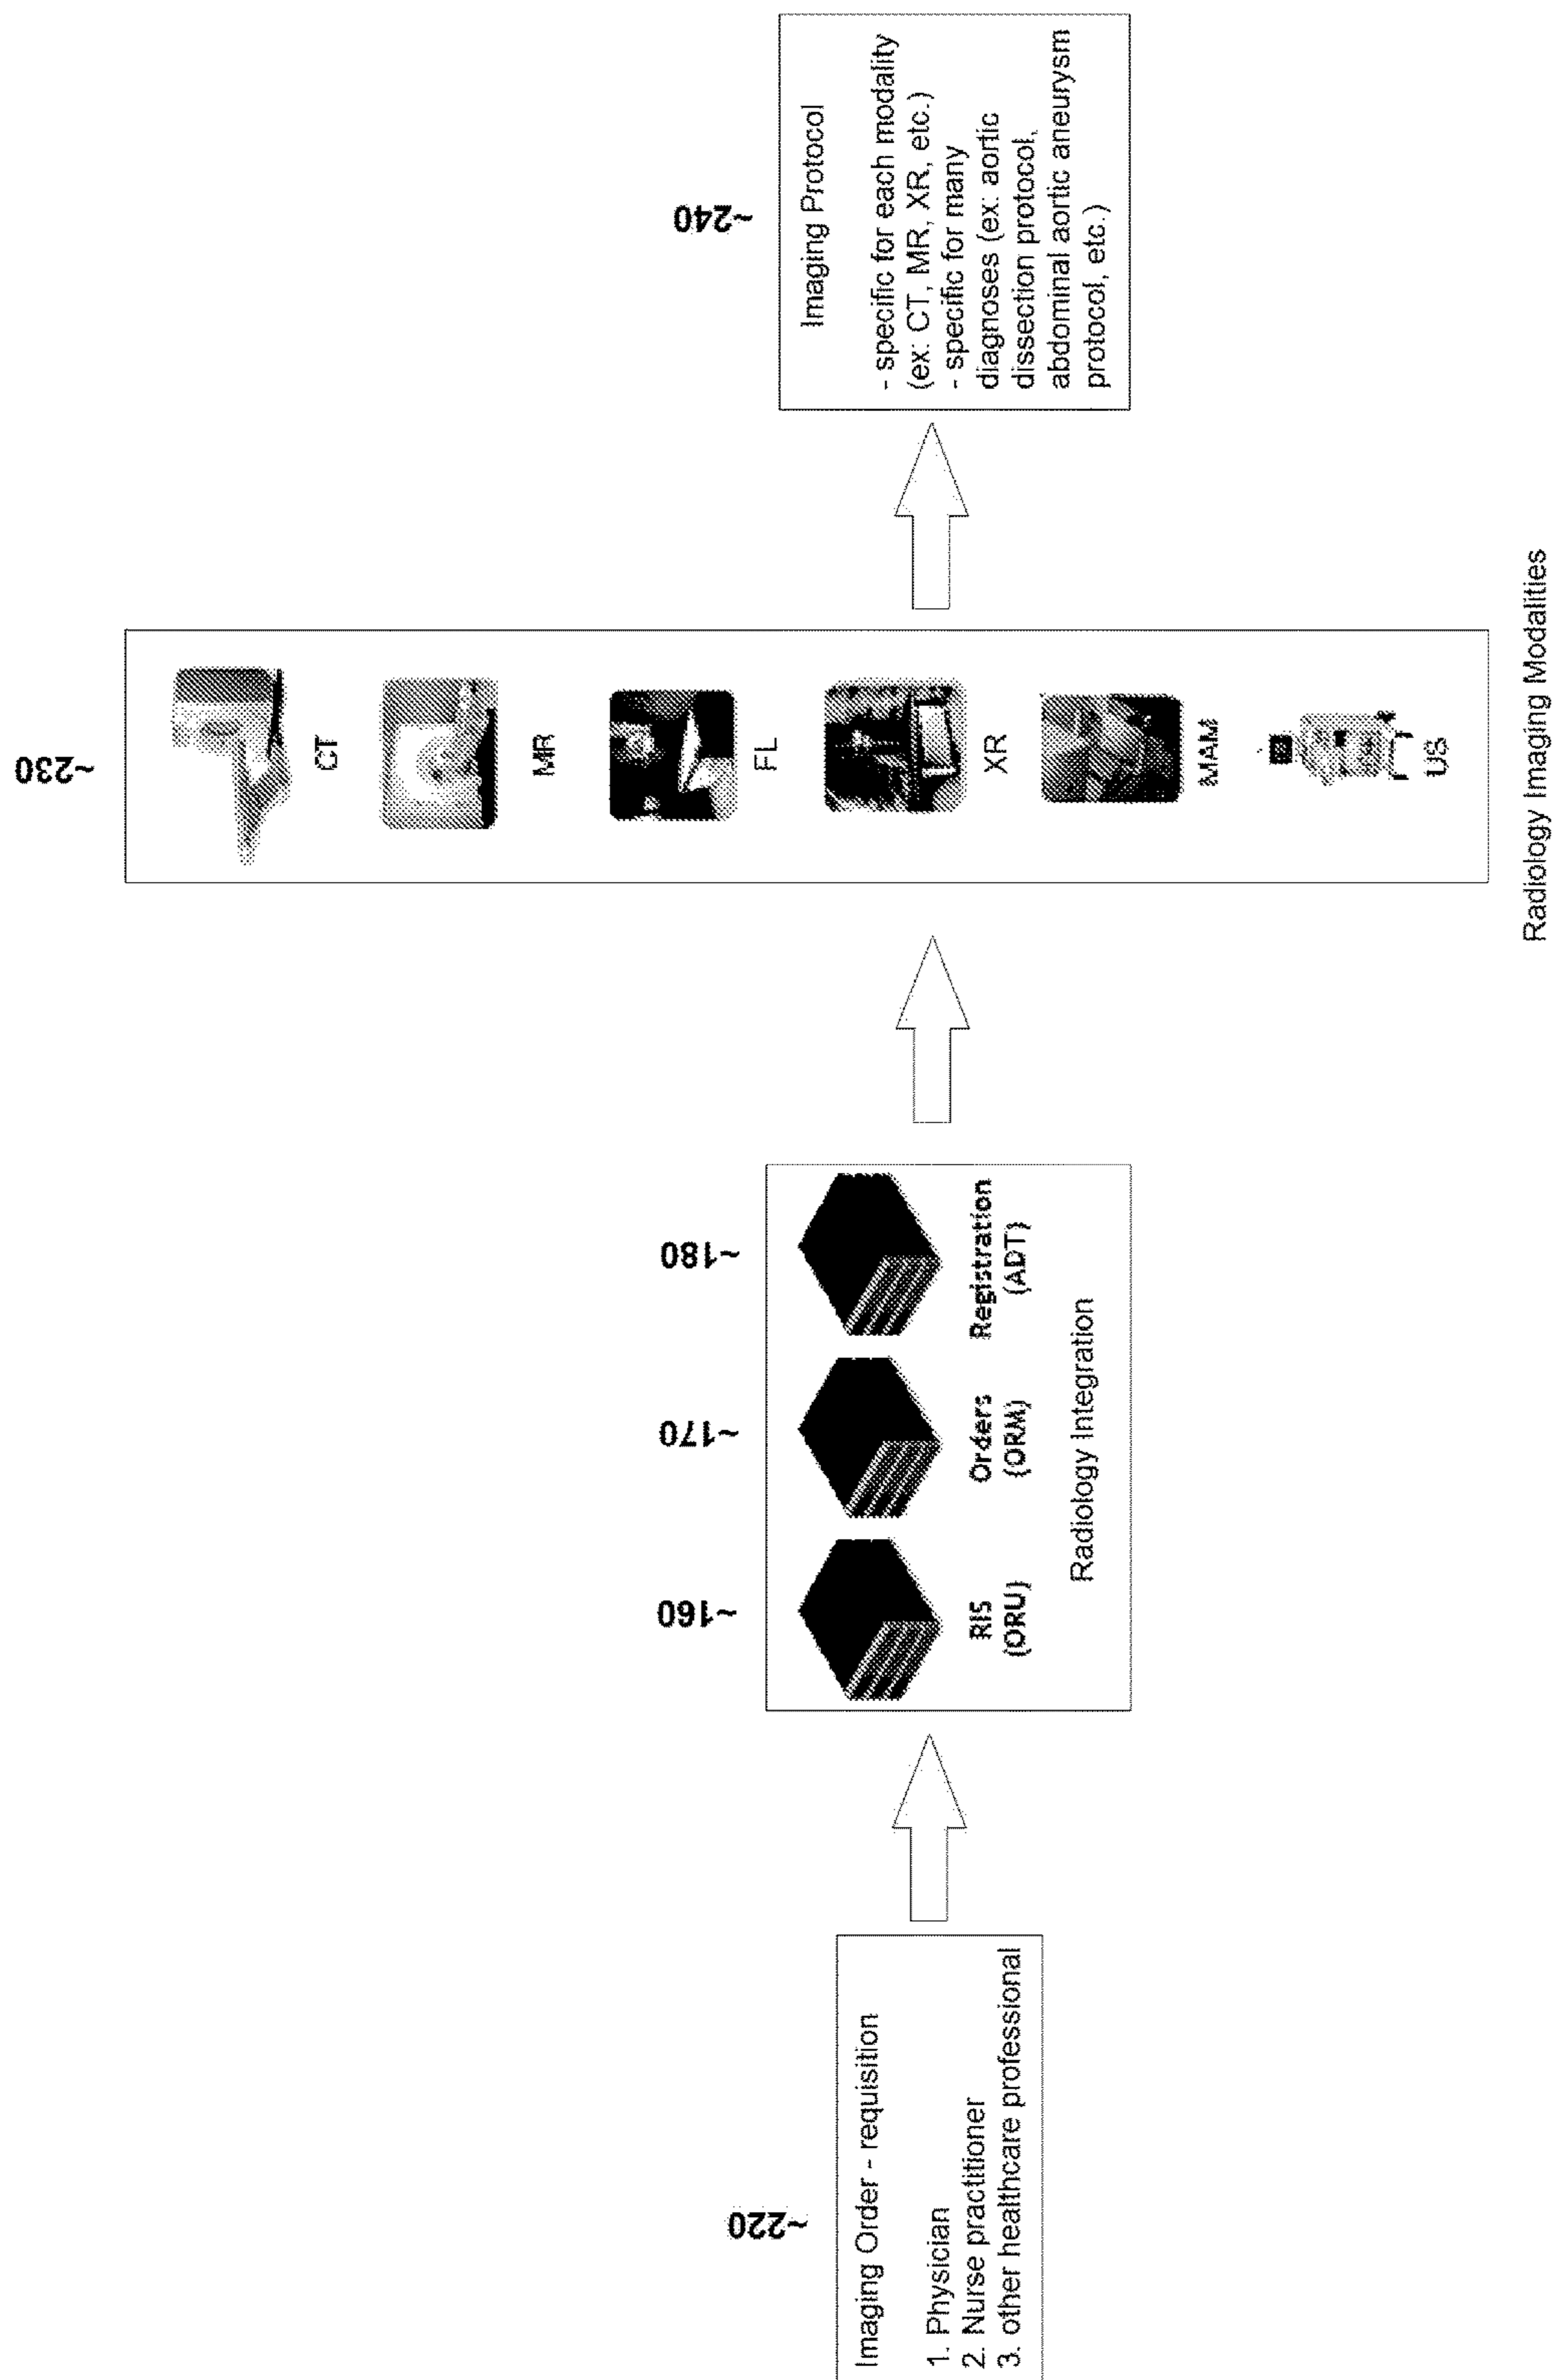 ~220
Imaging Order - requisition
1. Physician
2. Nurse practitioner
3. other healthcare professional
~160
~170
~180
RIS
(ORU)
Orders
(ORM)
Registration
(ADT)
Radiology Integration
~230
CT
MR
FL
XR
MAM
US
Radiology Imaging Modalities
~240
Imaging Protocol
- specific for each modality
(ex: CT, MR, XR, etc.)
- specific for many
diagnoses (ex: aortic
dissection protocol,
abdominal aortic aneurysm
protocol, etc.)